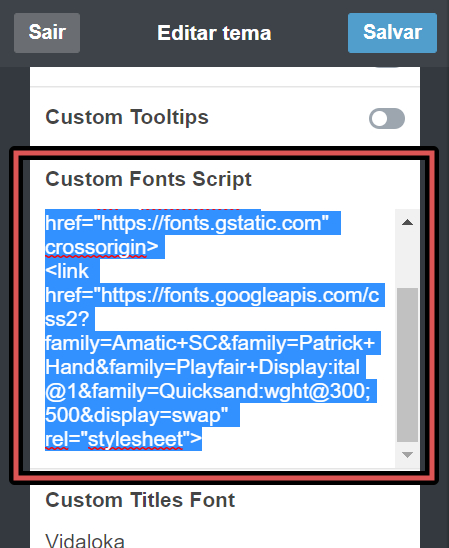 Sair
Editar tema
Salvar
Custom Tooltips
Custom Fonts Script
href="https://fonts.gstatic.com"
crossorigin>
<link
href="https://fonts.googleapis.com/c
ss2?
family=Amatic+SC&family=Patrick+
Hand&family=Playfair+Display:ital
@1&family=Quicksand:wght@300;
500&display=swap"
rel="stylesheet">
Custom Titles Font
Vidaloka